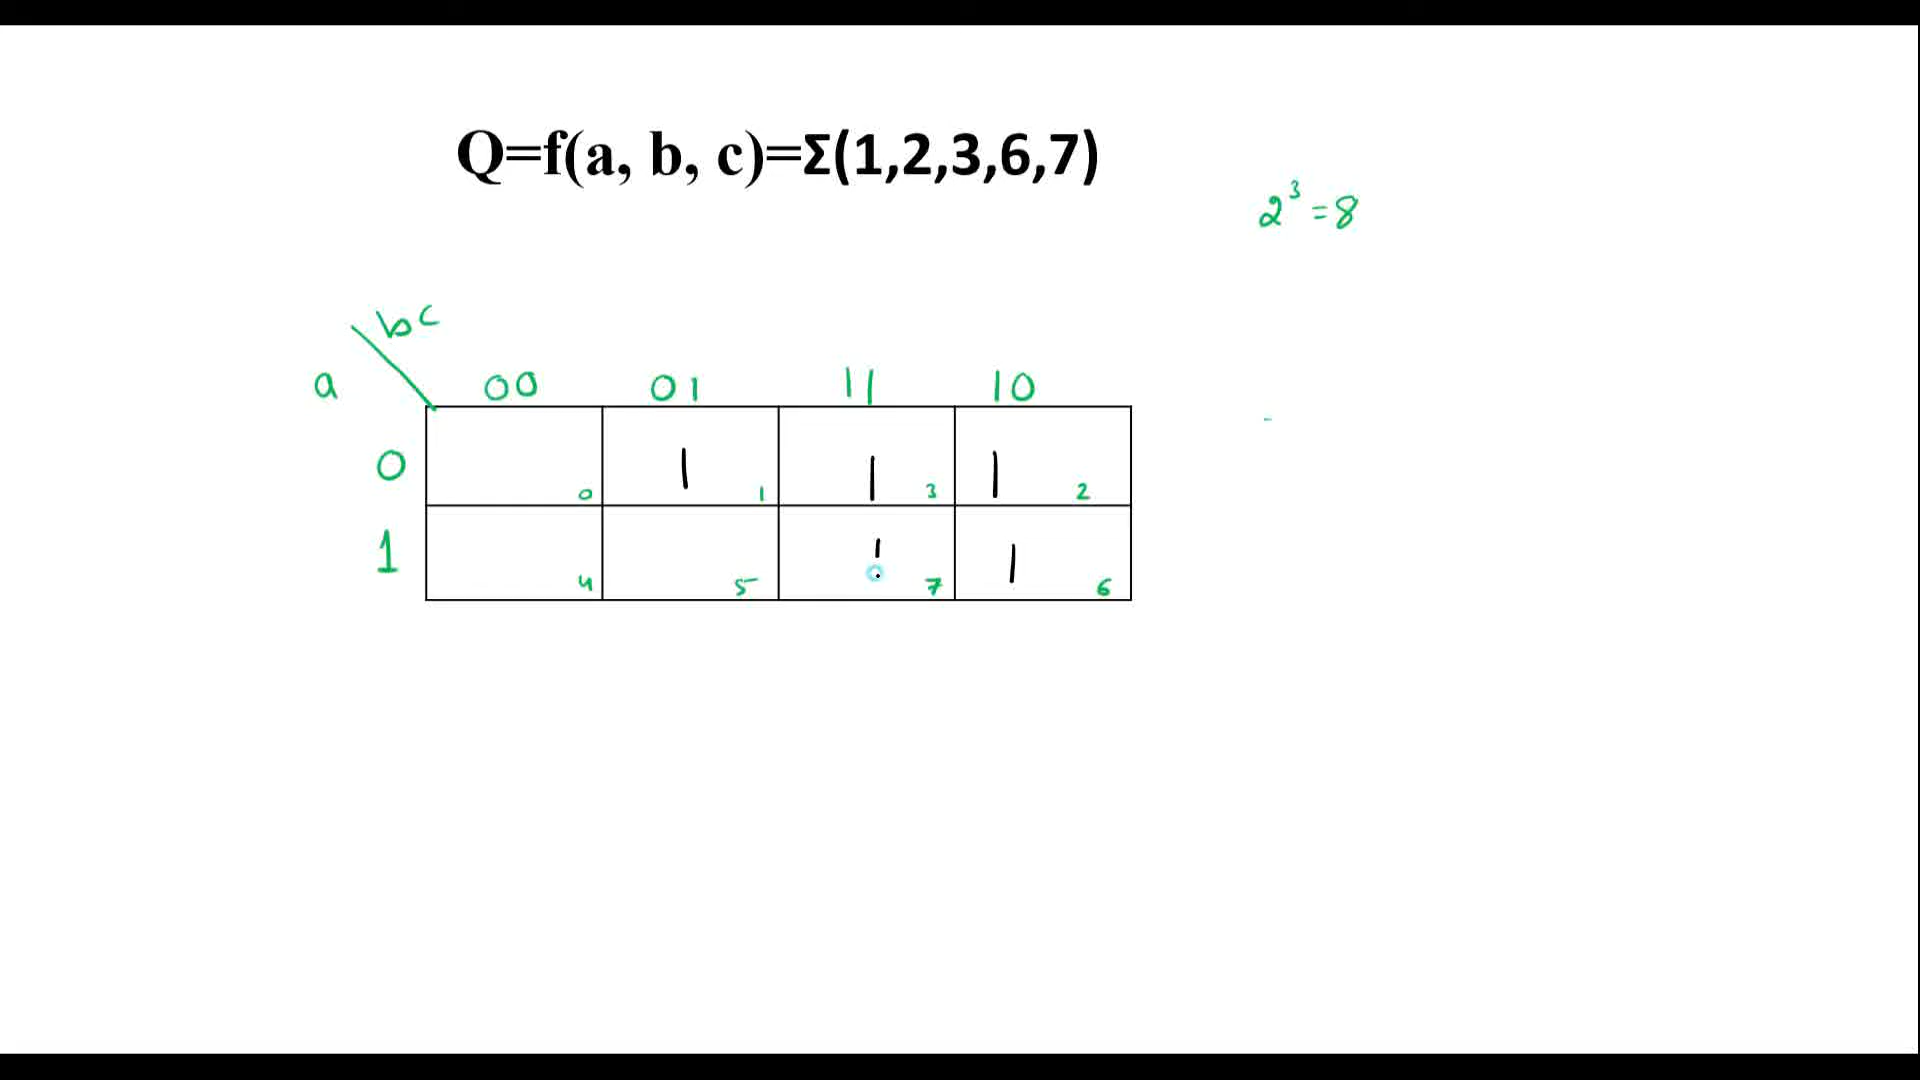 Q=f(a, b, c)=Σ(1,2,3,6,7)
2³ =8
bc
a 00 01 11 10
0 0 1 1 1 3 1 2
1 4 5 1 7 1 6